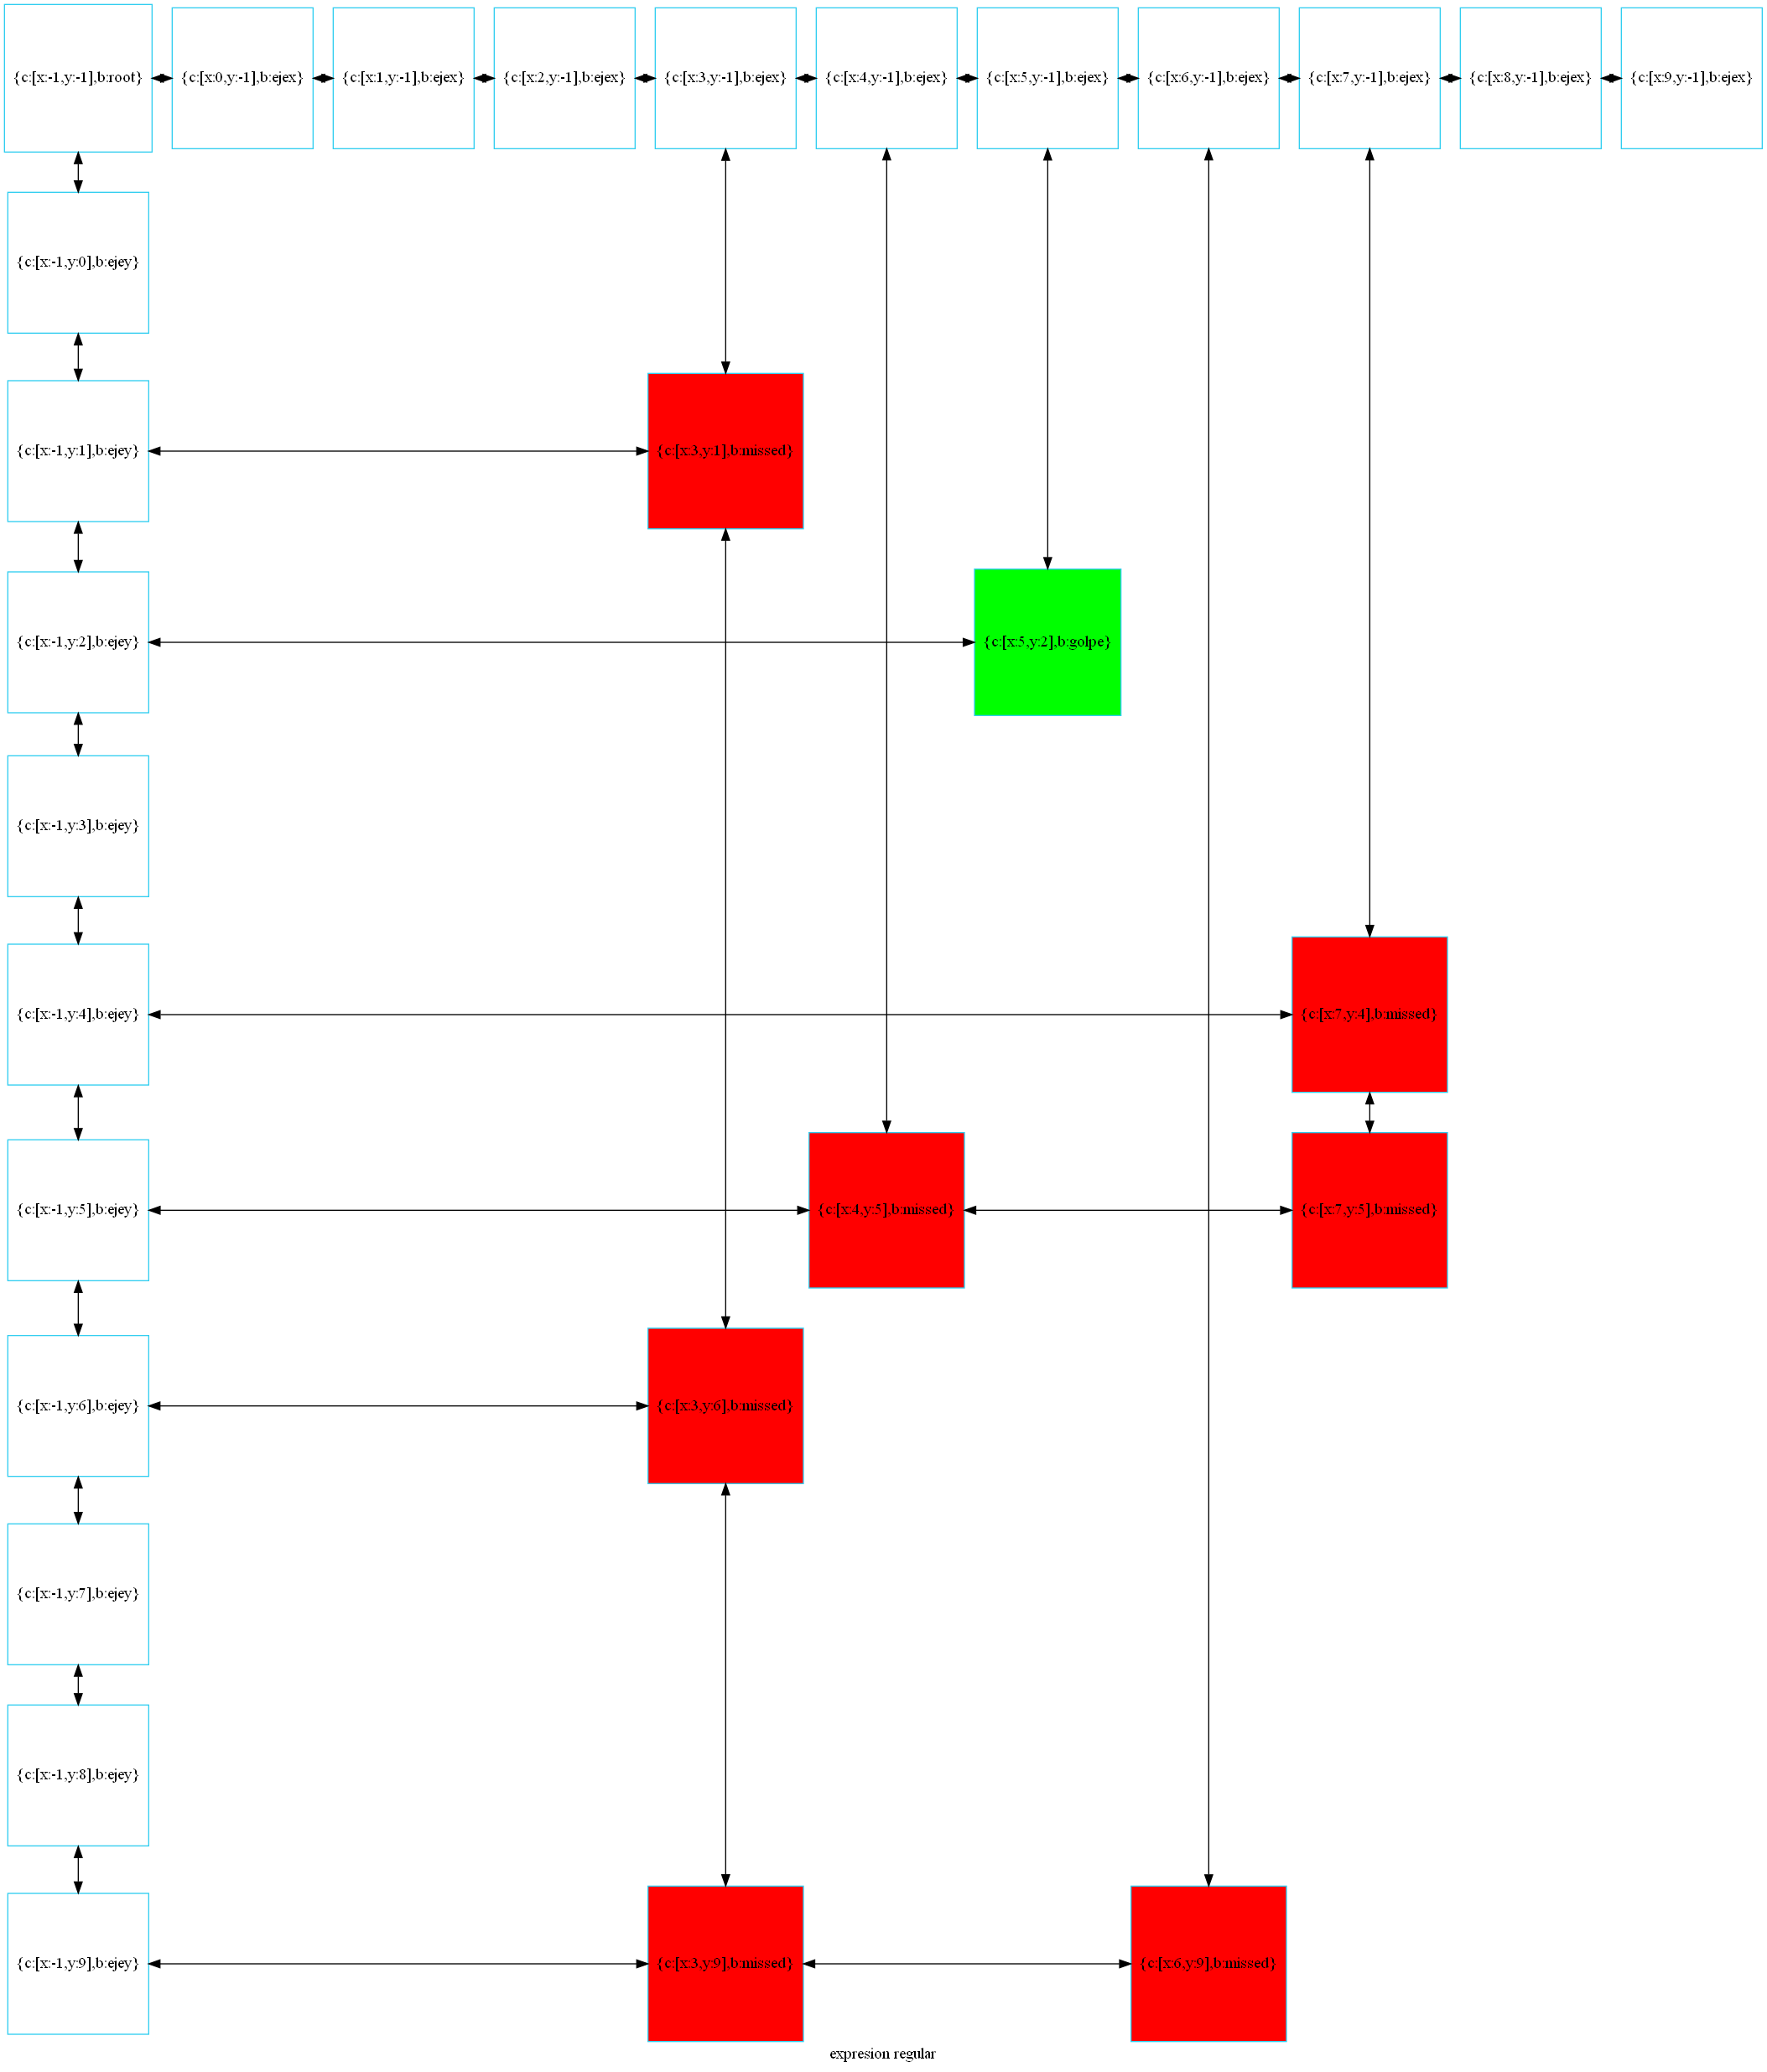 {c:[x:-1,y:-1],b:root} {c:[x:0,y:-1],b:ejex} {c:[x:1,y:-1],b:ejex} {c:[x:2,y:-1],b:ejex} {c:[x:3,y:-1],b:ejex} {c:[x:4,y:-1],b:ejex} {c:[x:5,y:-1],b:ejex} {c:[x:6,y:-1],b:ejex} {c:[x:7,y:-1],b:ejex} {c:[x:8,y:-1],b:ejex} {c:[x:9,y:-1],b:ejex}
{c:[x:-1,y:0],b:ejey}
{c:[x:-1,y:1],b:ejey} {c:[x:3,y:1],b:missed}
{c:[x:-1,y:2],b:ejey} {c:[x:5,y:2],b:golpe}
{c:[x:-1,y:3],b:ejey}
{c:[x:-1,y:4],b:ejey} {c:[x:7,y:4],b:missed}
{c:[x:-1,y:5],b:ejey} {c:[x:4,y:5],b:missed} {c:[x:7,y:5],b:missed}
{c:[x:-1,y:6],b:ejey} {c:[x:3,y:6],b:missed}
{c:[x:-1,y:7],b:ejey}
{c:[x:-1,y:8],b:ejey}
{c:[x:-1,y:9],b:ejey} {c:[x:3,y:9],b:missed} {c:[x:6,y:9],b:missed}
expresion regular